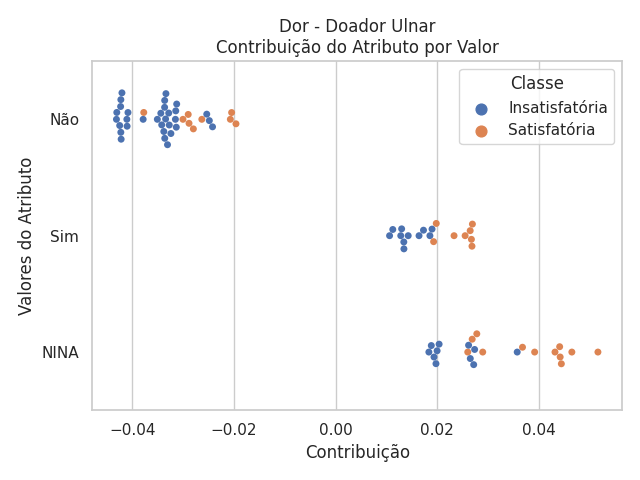 Dor - Doador Ulnar
Contribuição do Atributo por Valor
Classe
Insatisfatória
Satisfatória
Valores do Atributo
Não
Sim
NINA
−0.04
−0.02
0.00
0.02
0.04
Contribuição